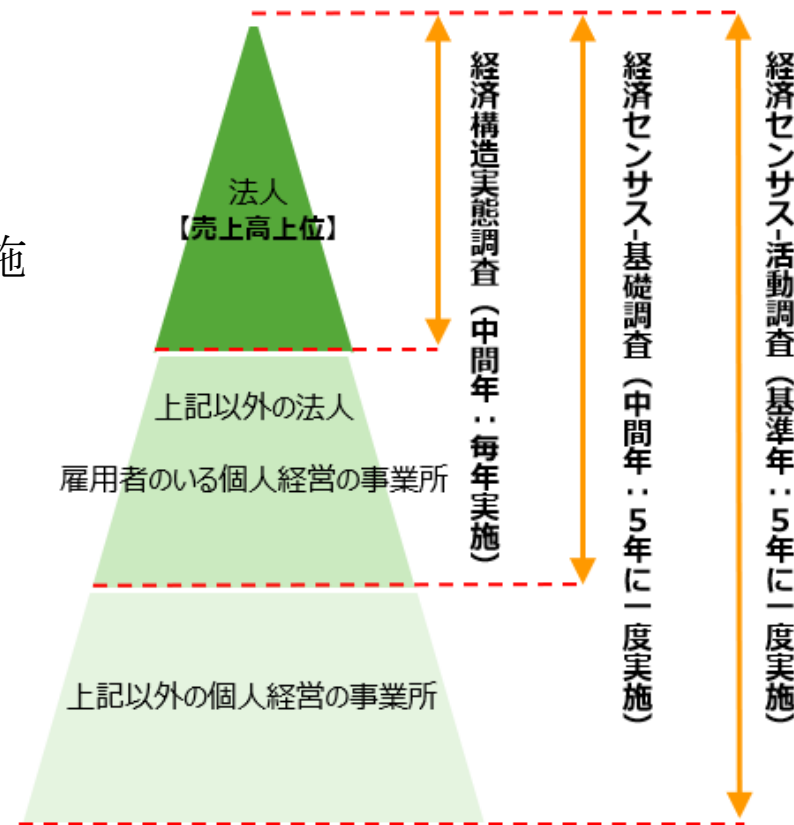 法人
【売上高上位】
施
上記以外の法人
雇用者のいる個人経営の事業所
上記以外の個人経営の事業所
経済構造実態調査（中間年：毎年実施）
経済センサス-基礎調査（中間年：５年に一度実施）
経済センサス-活動調査（基準年：５年に一度実施）